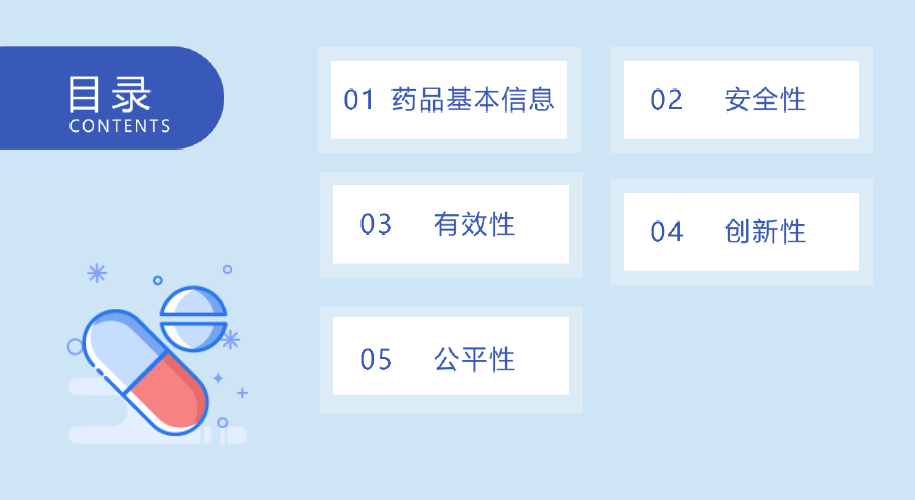 目录
CONTENTS
01 药品基本信息
02 安全性
03 有效性
04 创新性
05 公平性